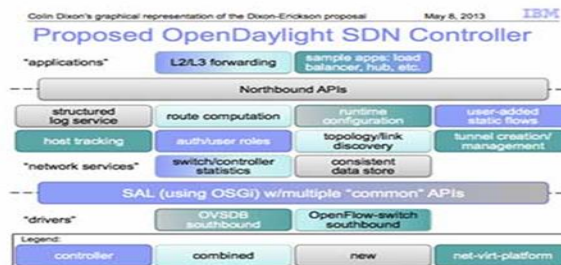 Colin Dixon's graphical representation of the Dixon-Erickson proposal May 8, 2013 IBM
Proposed OpenDaylight SDN Controller
"applications" L2/L3 forwarding sample apps: load balancer, hub, etc.
Northbound APIs
structured log service route computation runtime configuration user-added static flows
host tracking auth/user roles topology/link discovery tunnel creation/ management
"network services" switch/controller statistics consistent data store
SAL (using OSGi) w/multiple "common" APIs
"drivers" OVSDB southbound OpenFlow-switch southbound
Legend:
controller combined new net-virt-platform